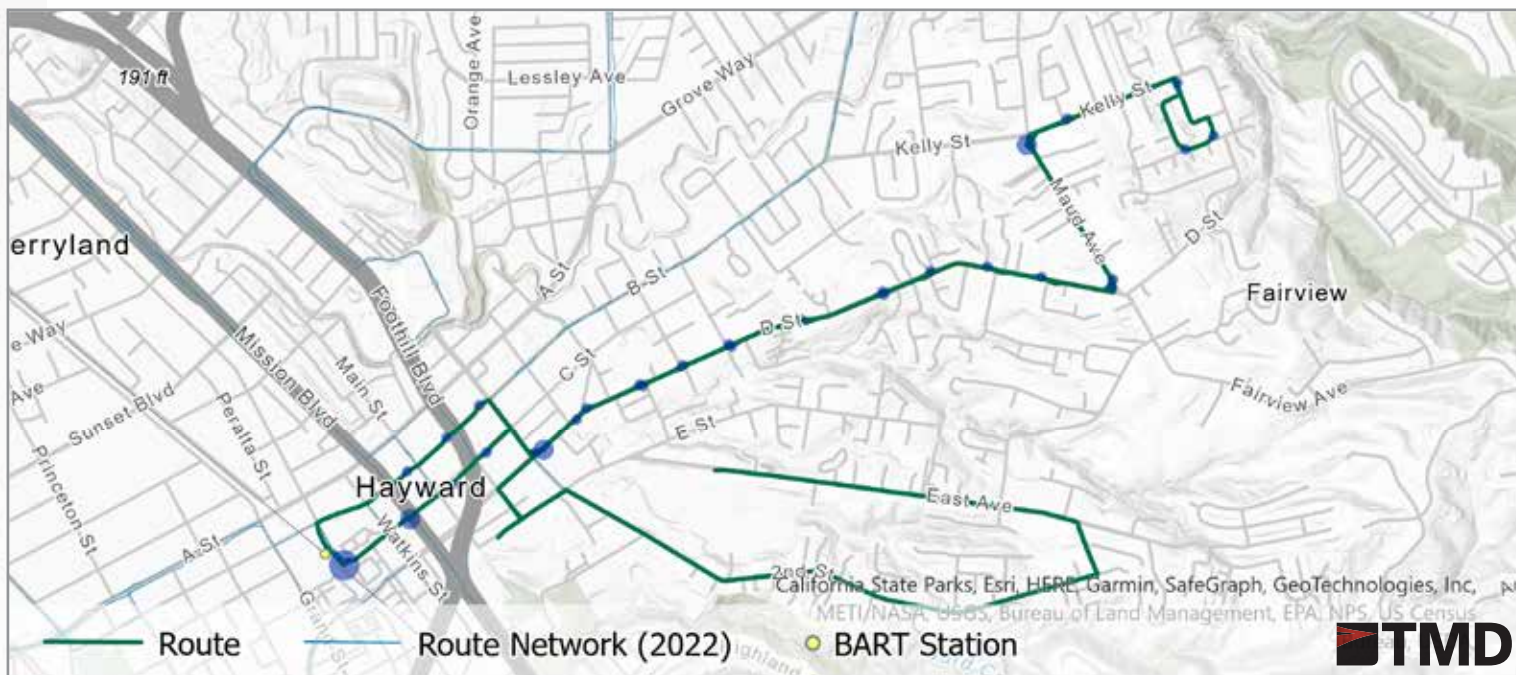 191 ft
Orange Ave
Lessley Ave
Grove Way
Kelly St
Kelly St
Maud Ave
D St
erryland
A St
B St
Fairview
Foothill Blvd
D St
e Way
Mission Blvd
Main St
C St
Ave
Sunset Blvd
Peralta St
Fairview Ave
E St
Princeton St
Hayward
East Ave
Watkins St
A St
2nd St
California State Parks, Esri, HERE, Garmin, SafeGraph, GeoTechnologies, Inc,
METI/NASA, USGS, Bureau of Land Management, EPA, NPS, US Census
Route
Route Network (2022)
BART Station
TMD